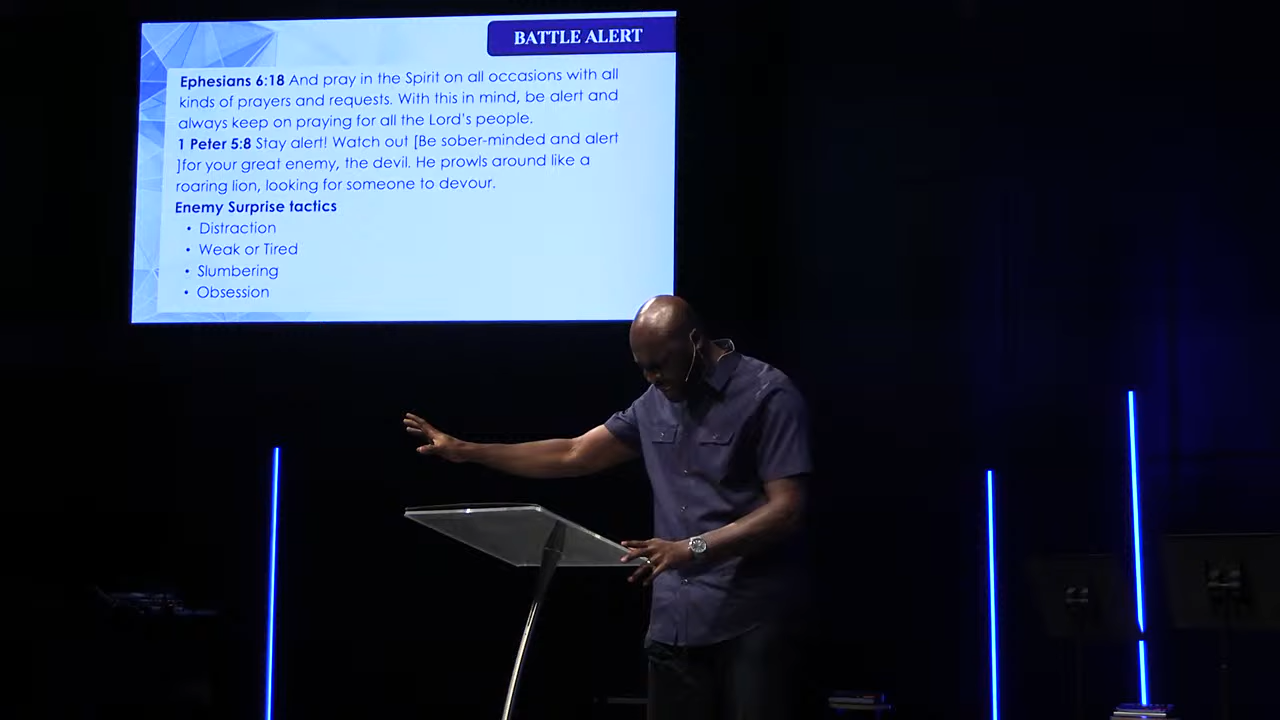 BATTLE ALERT
Ephesians 6:18 And pray in the Spirit on all occasions with all
kinds of prayers and requests. With this in mind, be alert and
always keep on praying for all the Lord's people.
1 Peter 5:8 Stay alert! Watch out [Be sober-minded and alert
]for your great enemy, the devil. He prowls around like a
roaring lion, looking for someone to devour.
Enemy Surprise tactics
• Distraction
• Weak or Tired
• Slumbering
• Obsession